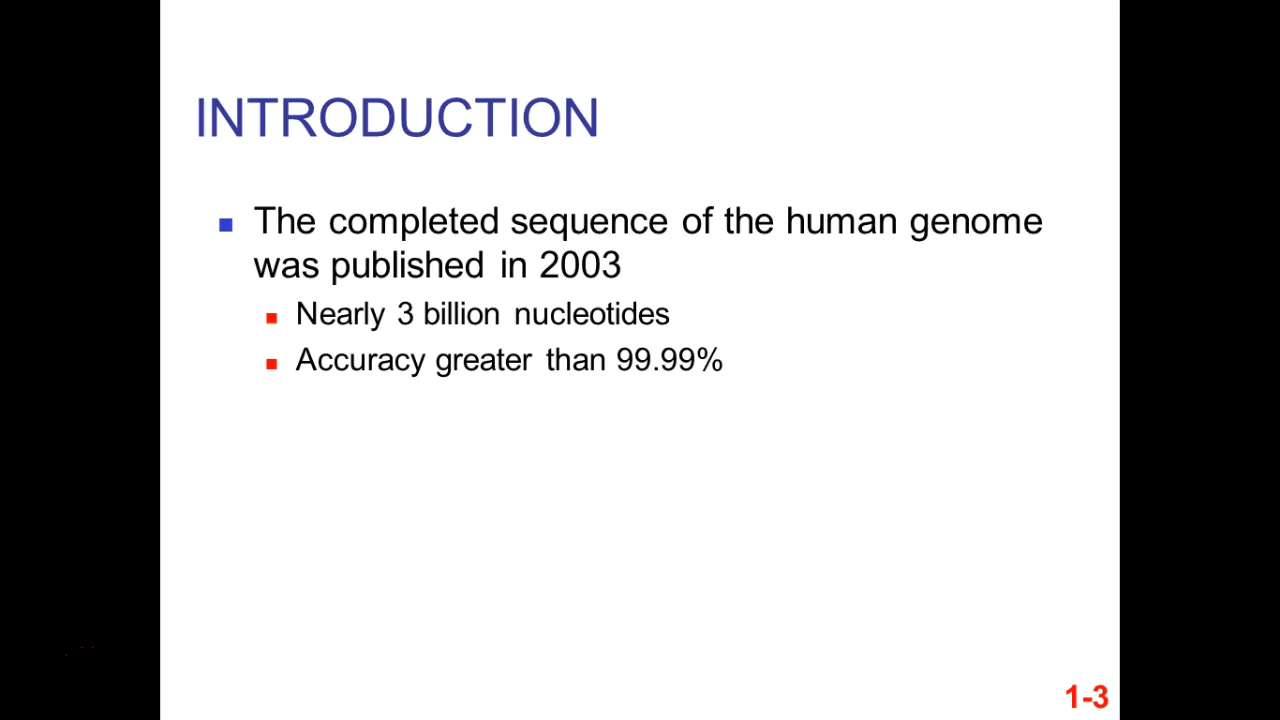 INTRODUCTION
The completed sequence of the human genome
was published in 2003
Nearly 3 billion nucleotides
Accuracy greater than 99.99%
1-3